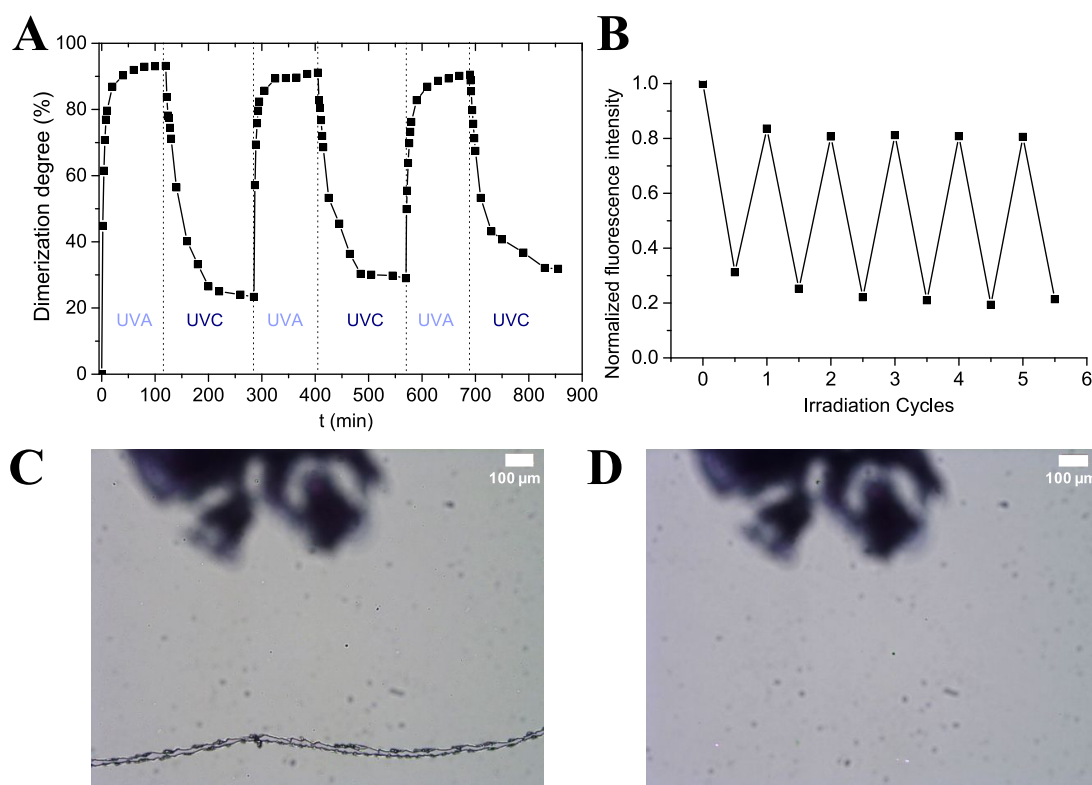 A
B
100
80
60
40
20
0
Dimerization degree (%)
UVA UVC UVA UVC UVA UVC
0 100 200 300 400 500 600 700 800 900
t (min)
1.0
0.8
0.6
0.4
0.2
0.0
Normalized fluorescence intensity
0 1 2 3 4 5 6
Irradiation Cycles
C
100 µm
D
100 µm